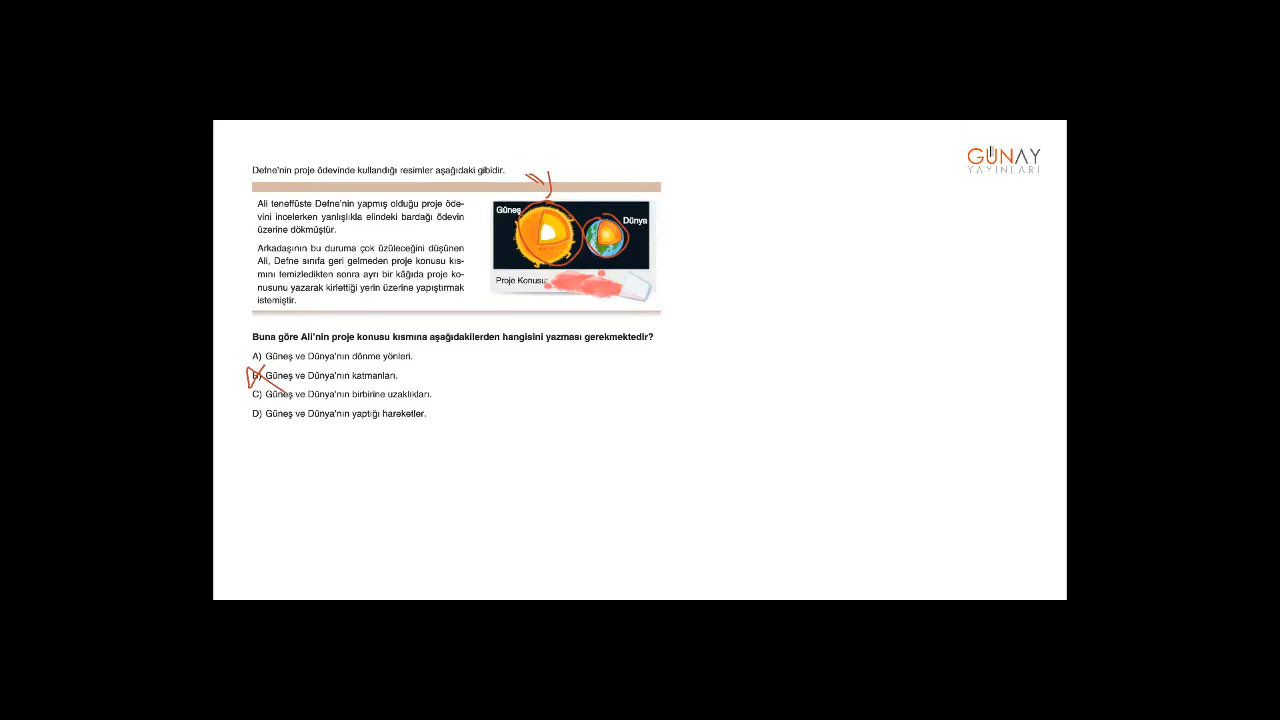 GÜNAY
YAYINLARI
Defne'nin proje ödevinde kullandığı resimler aşağıdaki gibidir.
Ali teneffüste Defne'nin yapmış olduğu proje öde-
vini incelerken yanlışlıkla elindeki bardağı ödevin
üzerine dökmüştür.
Arkadaşının bu duruma çok üzüleceğini düşünen
Ali, Defne sınıfa geri gelmeden proje konusu kıs-
mını temizledikten sonra ayrı bir kâğıda proje ko-
nusunu yazarak kirlettiği yerin üzerine yapıştırmak
istemiştir.
Güneş
Dünya
Proje Konusu:
Buna göre Ali'nin proje konusu kısmına aşağıdakilerden hangisini yazması gerekmektedir?
A) Güneş ve Dünya'nın dönme yönleri.
B) Güneş ve Dünya'nın katmanları.
C) Güneş ve Dünya'nın birbirine uzaklıkları.
D) Güneş ve Dünya'nın yaptığı hareketler.